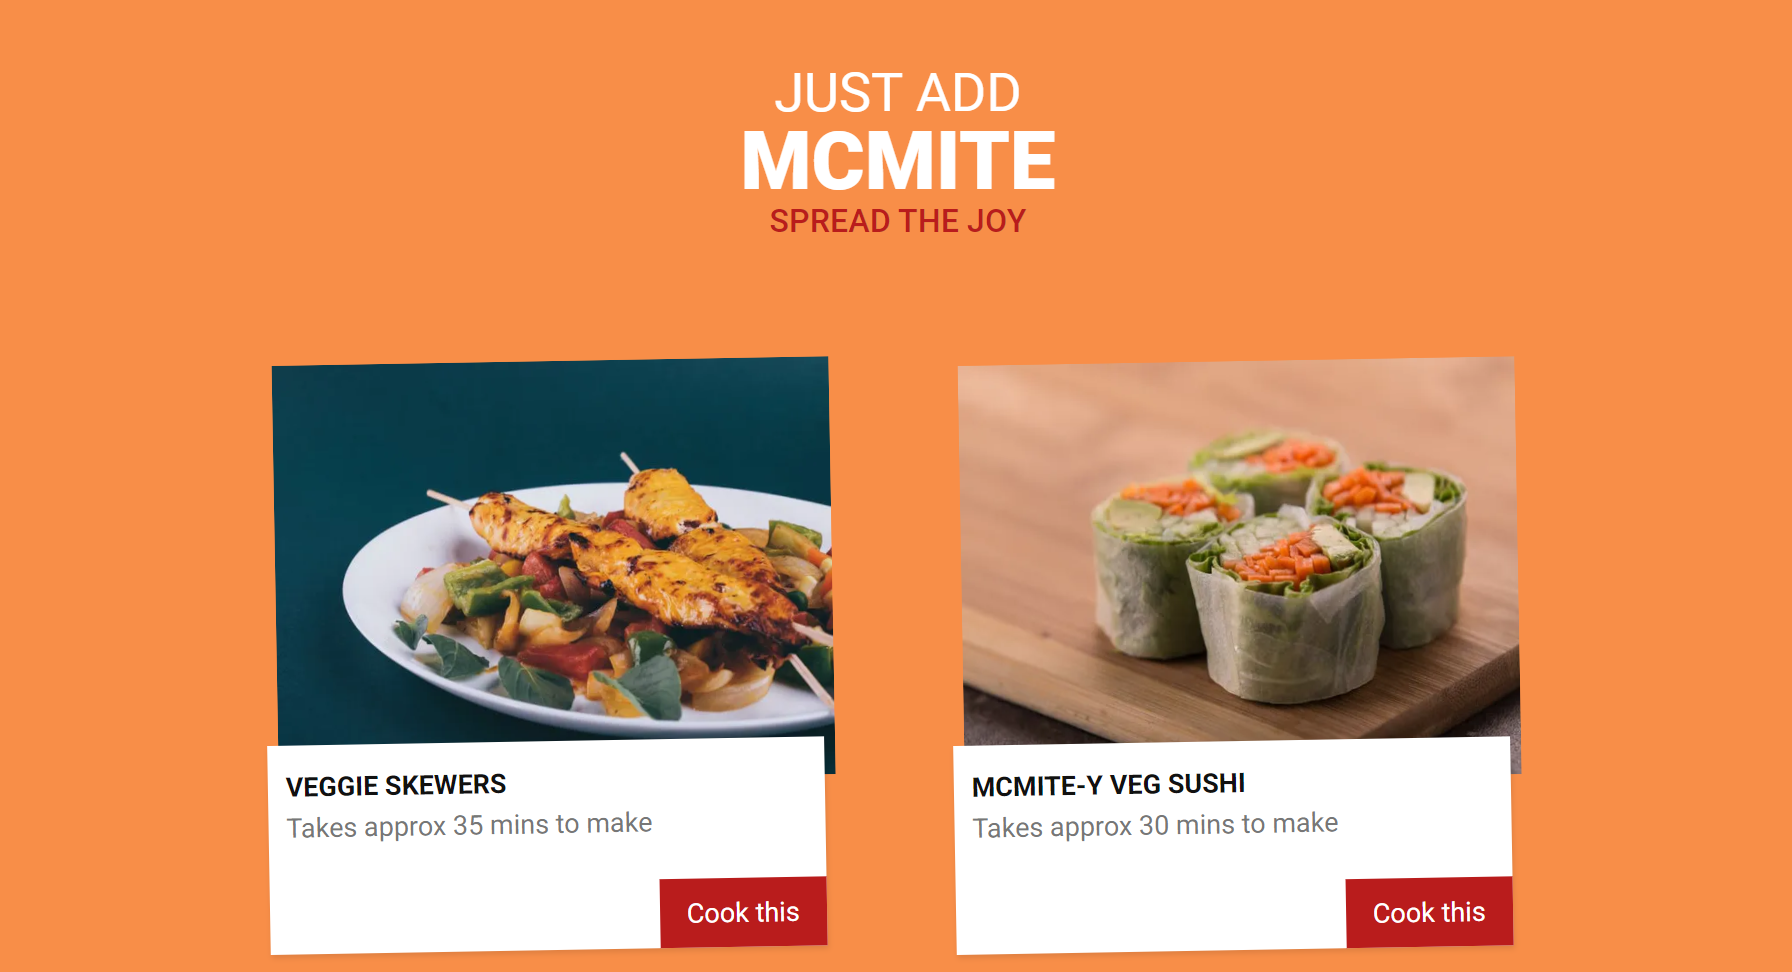 JUST ADD
MCMITE
SPREAD THE JOY
VEGGIE SKEWERS
Takes approx 35 mins to make
Cook this
MCMITE-Y VEG SUSHI
Takes approx 30 mins to make
Cook this